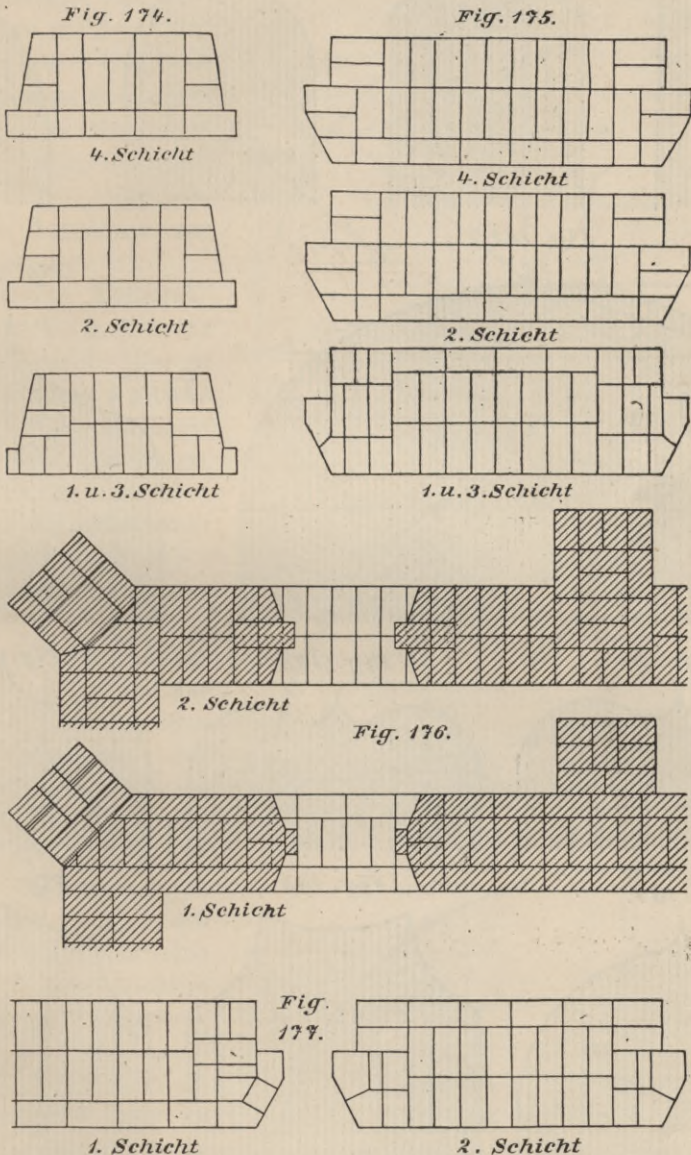 Fig. 174.
Fig. 175.
4. Schicht
4. Schicht
2. Schicht
2. Schicht
1. u. 3. Schicht
1. u. 3. Schicht
2. Schicht
Fig. 176.
1. Schicht
Fig.
177.
1. Schicht
2. Schicht